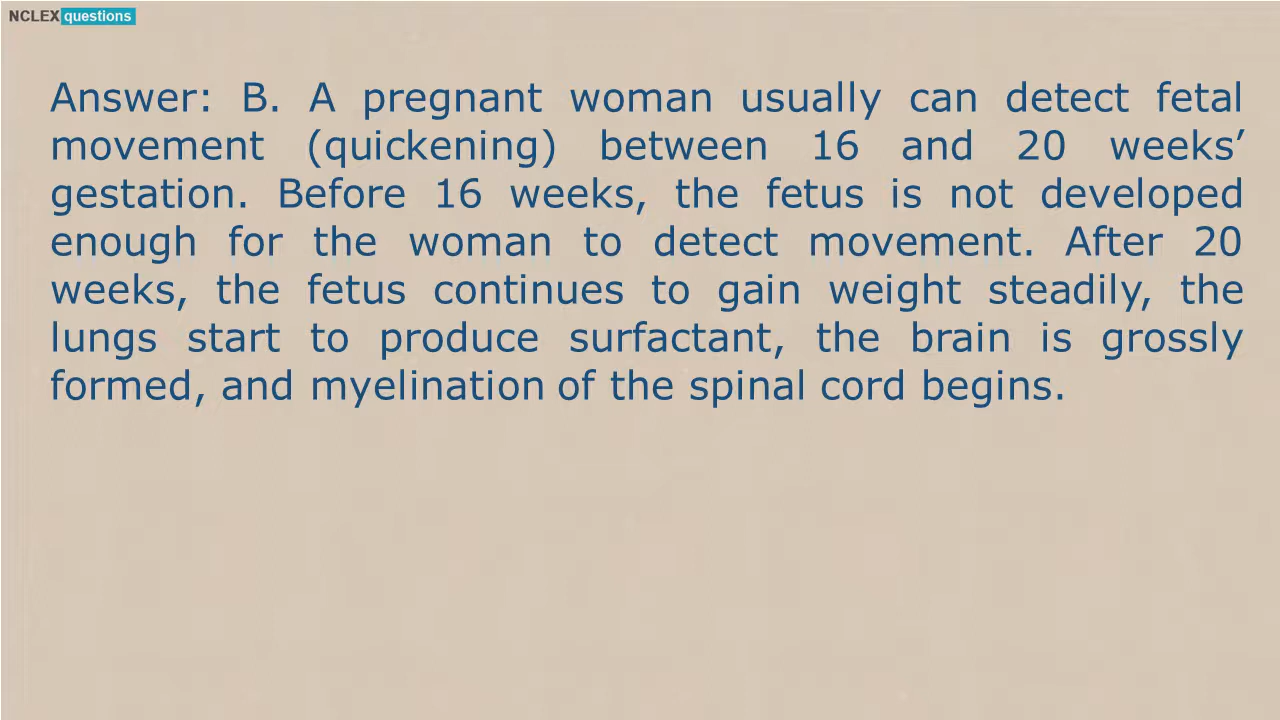 NCLEX questions
Answer: B. A pregnant woman usually can detect fetal
movement (quickening) between 16 and 20 weeks’
gestation. Before 16 weeks, the fetus is not developed
enough for the woman to detect movement. After 20
weeks, the fetus continues to gain weight steadily, the
lungs start to produce surfactant, the brain is grossly
formed, and myelination of the spinal cord begins.